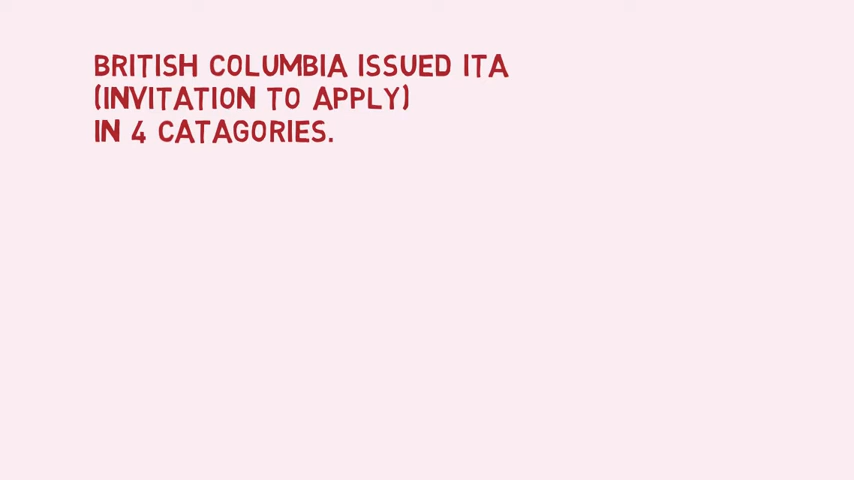 BRITISH COLUMBIA ISSUED ITA
(INVITATION TO APPLY)
IN 4 CATAGORIES.